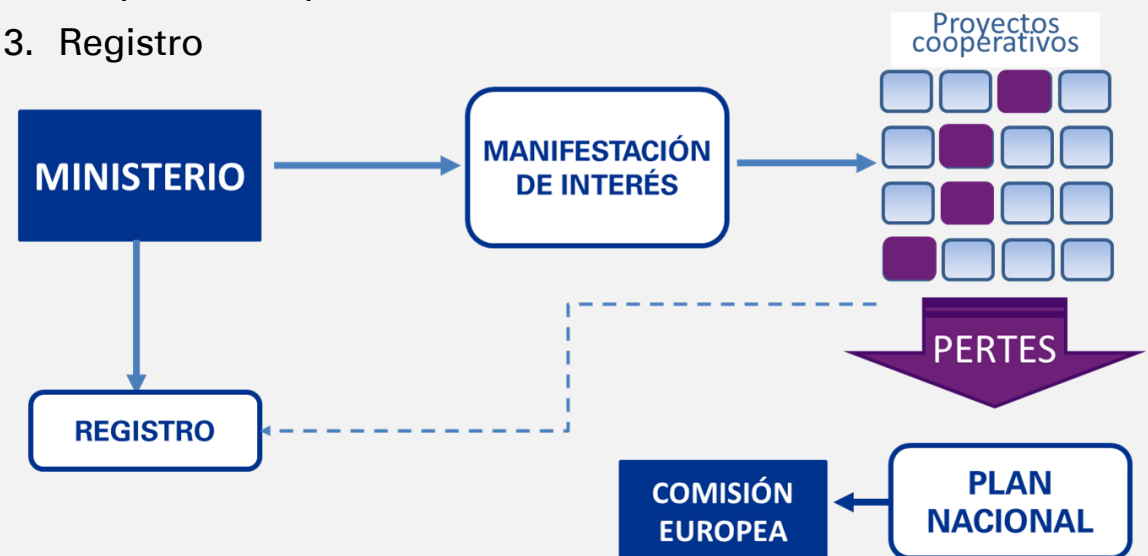 3. Registro
Proyectos
cooperativos
MINISTERIO
MANIFESTACIÓN
DE INTERÉS
PERTES
REGISTRO
COMISIÓN
EUROPEA
PLAN
NACIONAL